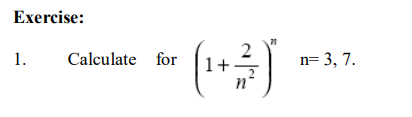 Exercise:
1. Calculate for (1+2/n²)ⁿ n= 3, 7.